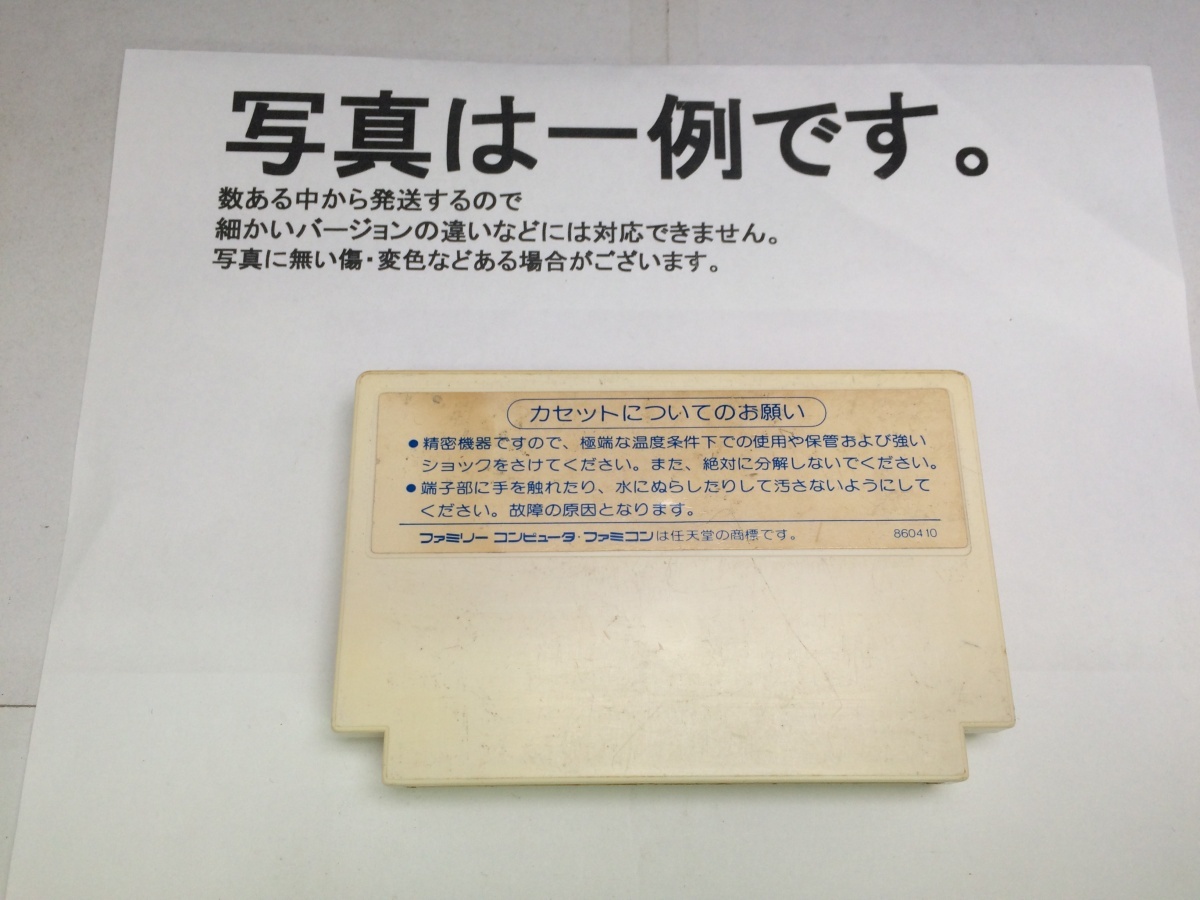 写真は一例です。
数ある中から発送するので
細かいバージョンの違いなどには対応できません。
写真に無い傷・変色などある場合がございます。
カセットについてのお願い
●精密機器ですので、極端な温度条件下での使用や保管および強い
ショックをさけてください。また、絶対に分解しないでください。
●端子部に手を触れたり、水にぬらしたりして汚さないようにして
ください。故障の原因となります。
ファミリー コンピュータ・ファミコンは任天堂の商標です。 860410